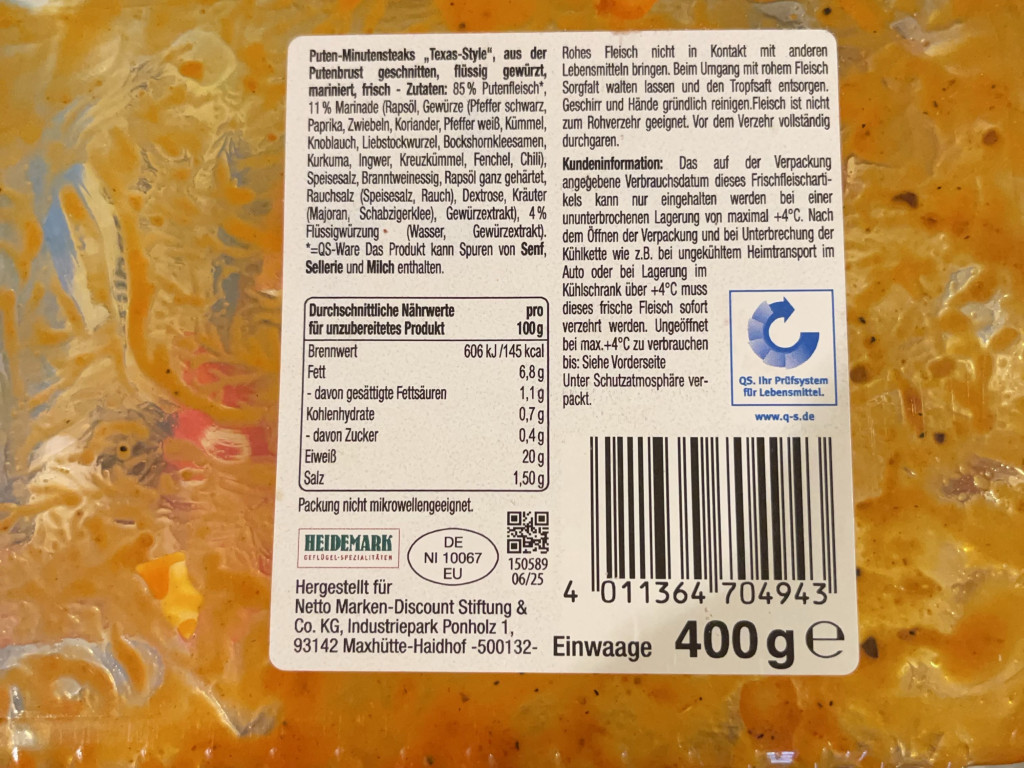 Puten-Minutensteaks „Texas-Style“, aus der
Putenbrust geschnitten, flüssig gewürzt,
mariniert, frisch - Zutaten: 85 % Putenfleisch*,
11 % Marinade (Rapsöl, Gewürze (Pfeffer schwarz,
Paprika, Zwiebeln, Koriander, Pfeffer weiß, Kümmel,
Knoblauch, Liebstockwurzel, Bockshornkleesamen,
Kurkuma, Ingwer, Kreuzkümmel, Fenchel, Chili),
Speisesalz, Branntweinessig, Rapsöl ganz gehärtet,
Rauchsalz (Speisesalz, Rauch), Dextrose, Kräuter
(Majoran, Schabzigerklee), Gewürzextrakt), 4 %
Flüssigwürzung (Wasser, Gewürzextrakt).
*=QS-Ware Das Produkt kann Spuren von Senf,
Sellerie und Milch enthalten.
Durchschnittliche Nährwerte pro
für unzubereitetes Produkt 100 g
Brennwert 606 kJ /145 kcal
Fett 6,8 g
- davon gesättigte Fettsäuren 1,1 g
Kohlenhydrate 0,7 g
- davon Zucker 0,4 g
Eiweiß 20 g
Salz 1,50 g
Packung nicht mikrowellengeeignet.
HEIDEMARK
GEFLÜGEL-SPEZIALITÄTEN
DE
NI 10067
EU
150589
06/25
Hergestellt für
Netto Marken-Discount Stiftung &
Co. KG, Industriepark Ponholz 1,
93142 Maxhütte-Haidhof -500132-
Rohes Fleisch nicht in Kontakt mit anderen
Lebensmitteln bringen. Beim Umgang mit rohem Fleisch
Sorgfalt walten lassen und den Tropfsaft entsorgen.
Geschirr und Hände gründlich reinigen.Fleisch ist nicht
zum Rohverzehr geeignet. Vor dem Verzehr vollständig
durchgaren.
Kundeninformation: Das auf der Verpackung
angegebene Verbrauchsdatum dieses Frischfleischarti-
kels kann nur eingehalten werden bei einer
ununterbrochenen Lagerung von maximal +4°C. Nach
dem Öffnen der Verpackung und bei Unterbrechung der
Kühlkette wie z.B. bei ungekühltem Heimtransport im
Auto oder bei Lagerung im
Kühlschrank über +4°C muss
dieses frische Fleisch sofort
verzehrt werden. Ungeöffnet
bei max.+4°C zu verbrauchen
bis: Siehe Vorderseite
Unter Schutzatmosphäre ver-
packt.
QS. Ihr Prüfsystem
für Lebensmittel.
www.q-s.de
4 011364 704943
Einwaage 400 g e